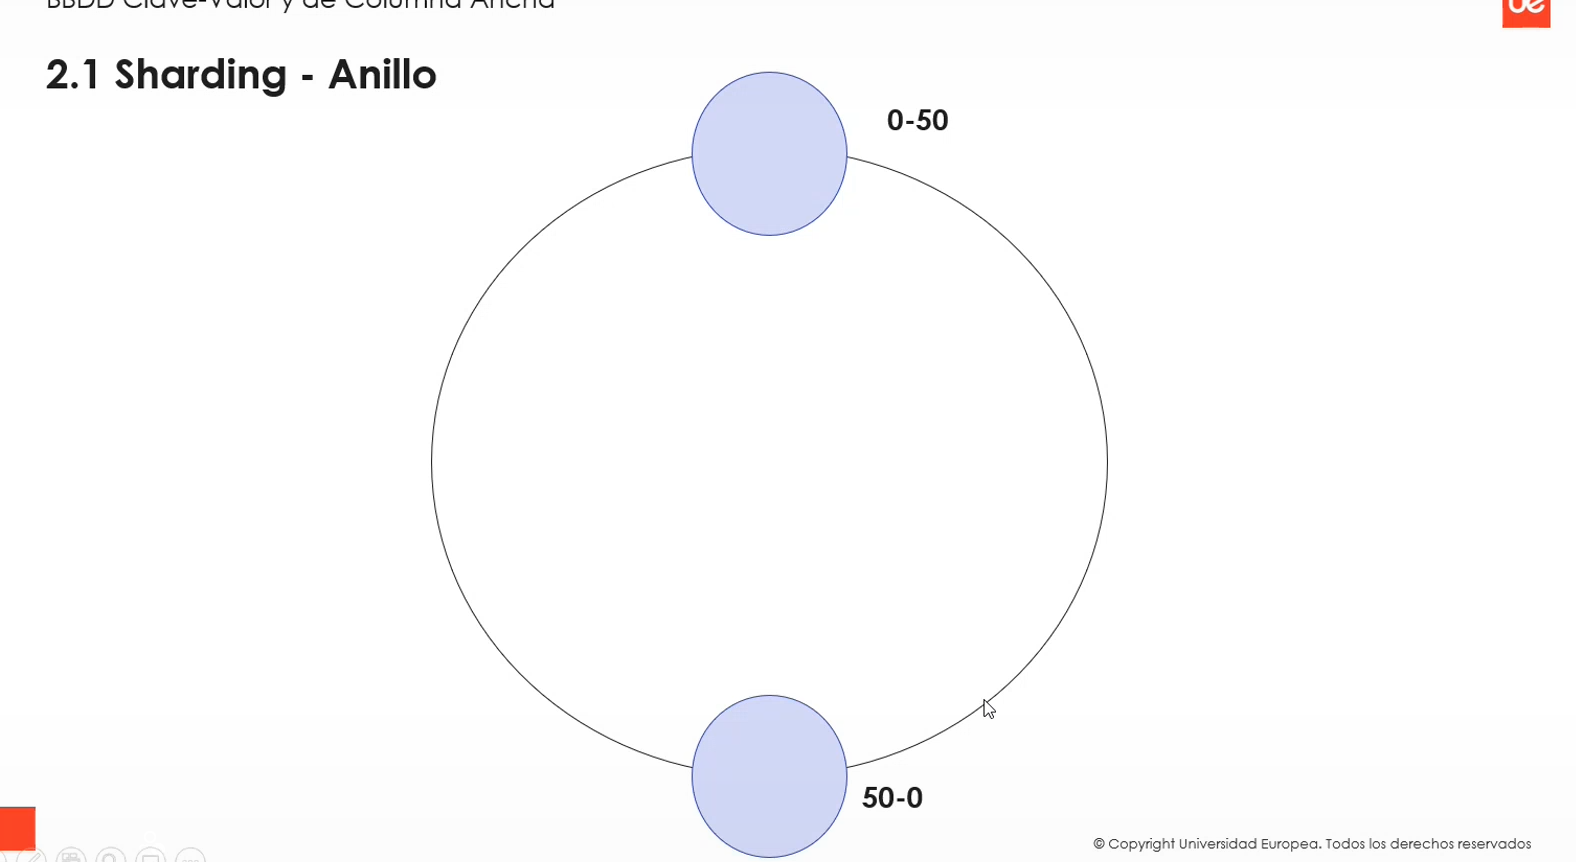 BBDD Clave-Valor y de Columna Ancha
ue
2.1 Sharding - Anillo
0-50
50-0
© Copyright Universidad Europea. Todos los derechos reservados